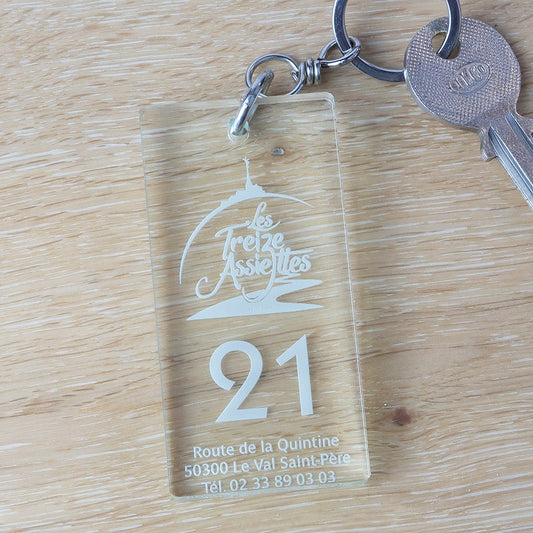 Les
Treize
Assiettes
21
Route de la Quintine
50300 Le Val Saint-Père
Tél. 02 33 89 03 03